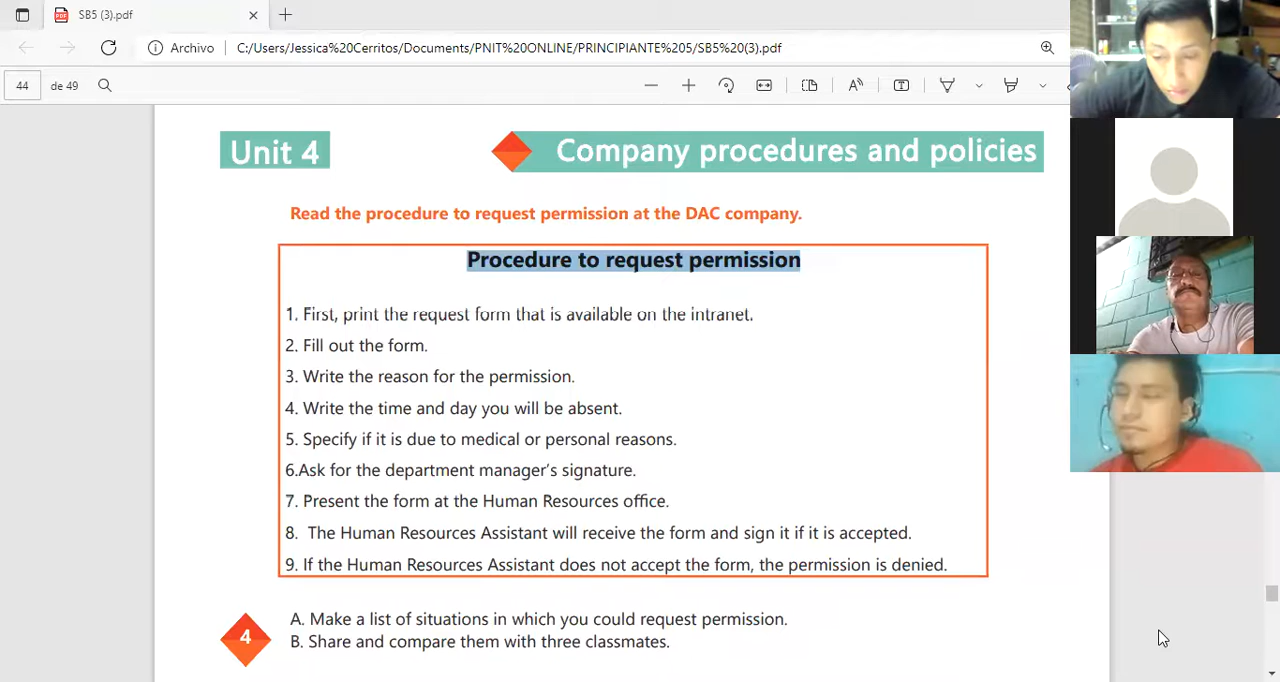 SB5 (3).pdf
Archivo
C:/Users/Jessica%20Cerritos/Documents/PNIT%20ONLINE/PRINCIPIANTE%205/SB5%20(3).pdf
44
de 49
Unit 4
Company procedures and policies
Read the procedure to request permission at the DAC company.
Procedure to request permission
1. First, print the request form that is available on the intranet.
2. Fill out the form.
3. Write the reason for the permission.
4. Write the time and day you will be absent.
5. Specify if it is due to medical or personal reasons.
6.Ask for the department manager's signature.
7. Present the form at the Human Resources office.
8. The Human Resources Assistant will receive the form and sign it if it is accepted.
9. If the Human Resources Assistant does not accept the form, the permission is denied.
4
A. Make a list of situations in which you could request permission.
B. Share and compare them with three classmates.